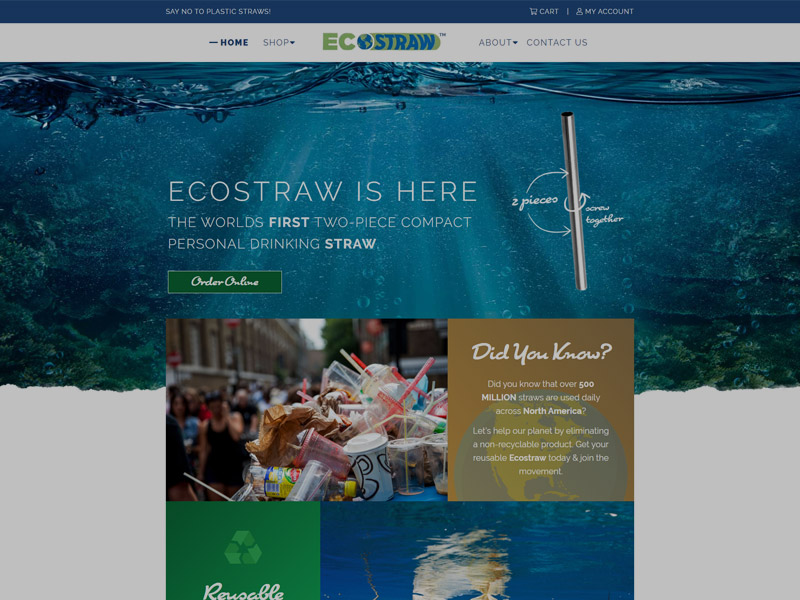 SAY NO TO PLASTIC STRAWS!
CART | MY ACCOUNT
HOME SHOP ECOSTRAW™ ABOUT CONTACT US
ECOSTRAW IS HERE
THE WORLDS FIRST TWO-PIECE COMPACT
PERSONAL DRINKING STRAW.
2 pieces
screw
together
Order Online
Did You Know?
Did you know that over 500
MILLION straws are used daily
across North America?
Let's help our planet by eliminating
a non-recyclable product. Get your
reusable Ecostraw today & join the
movement.
Reusable